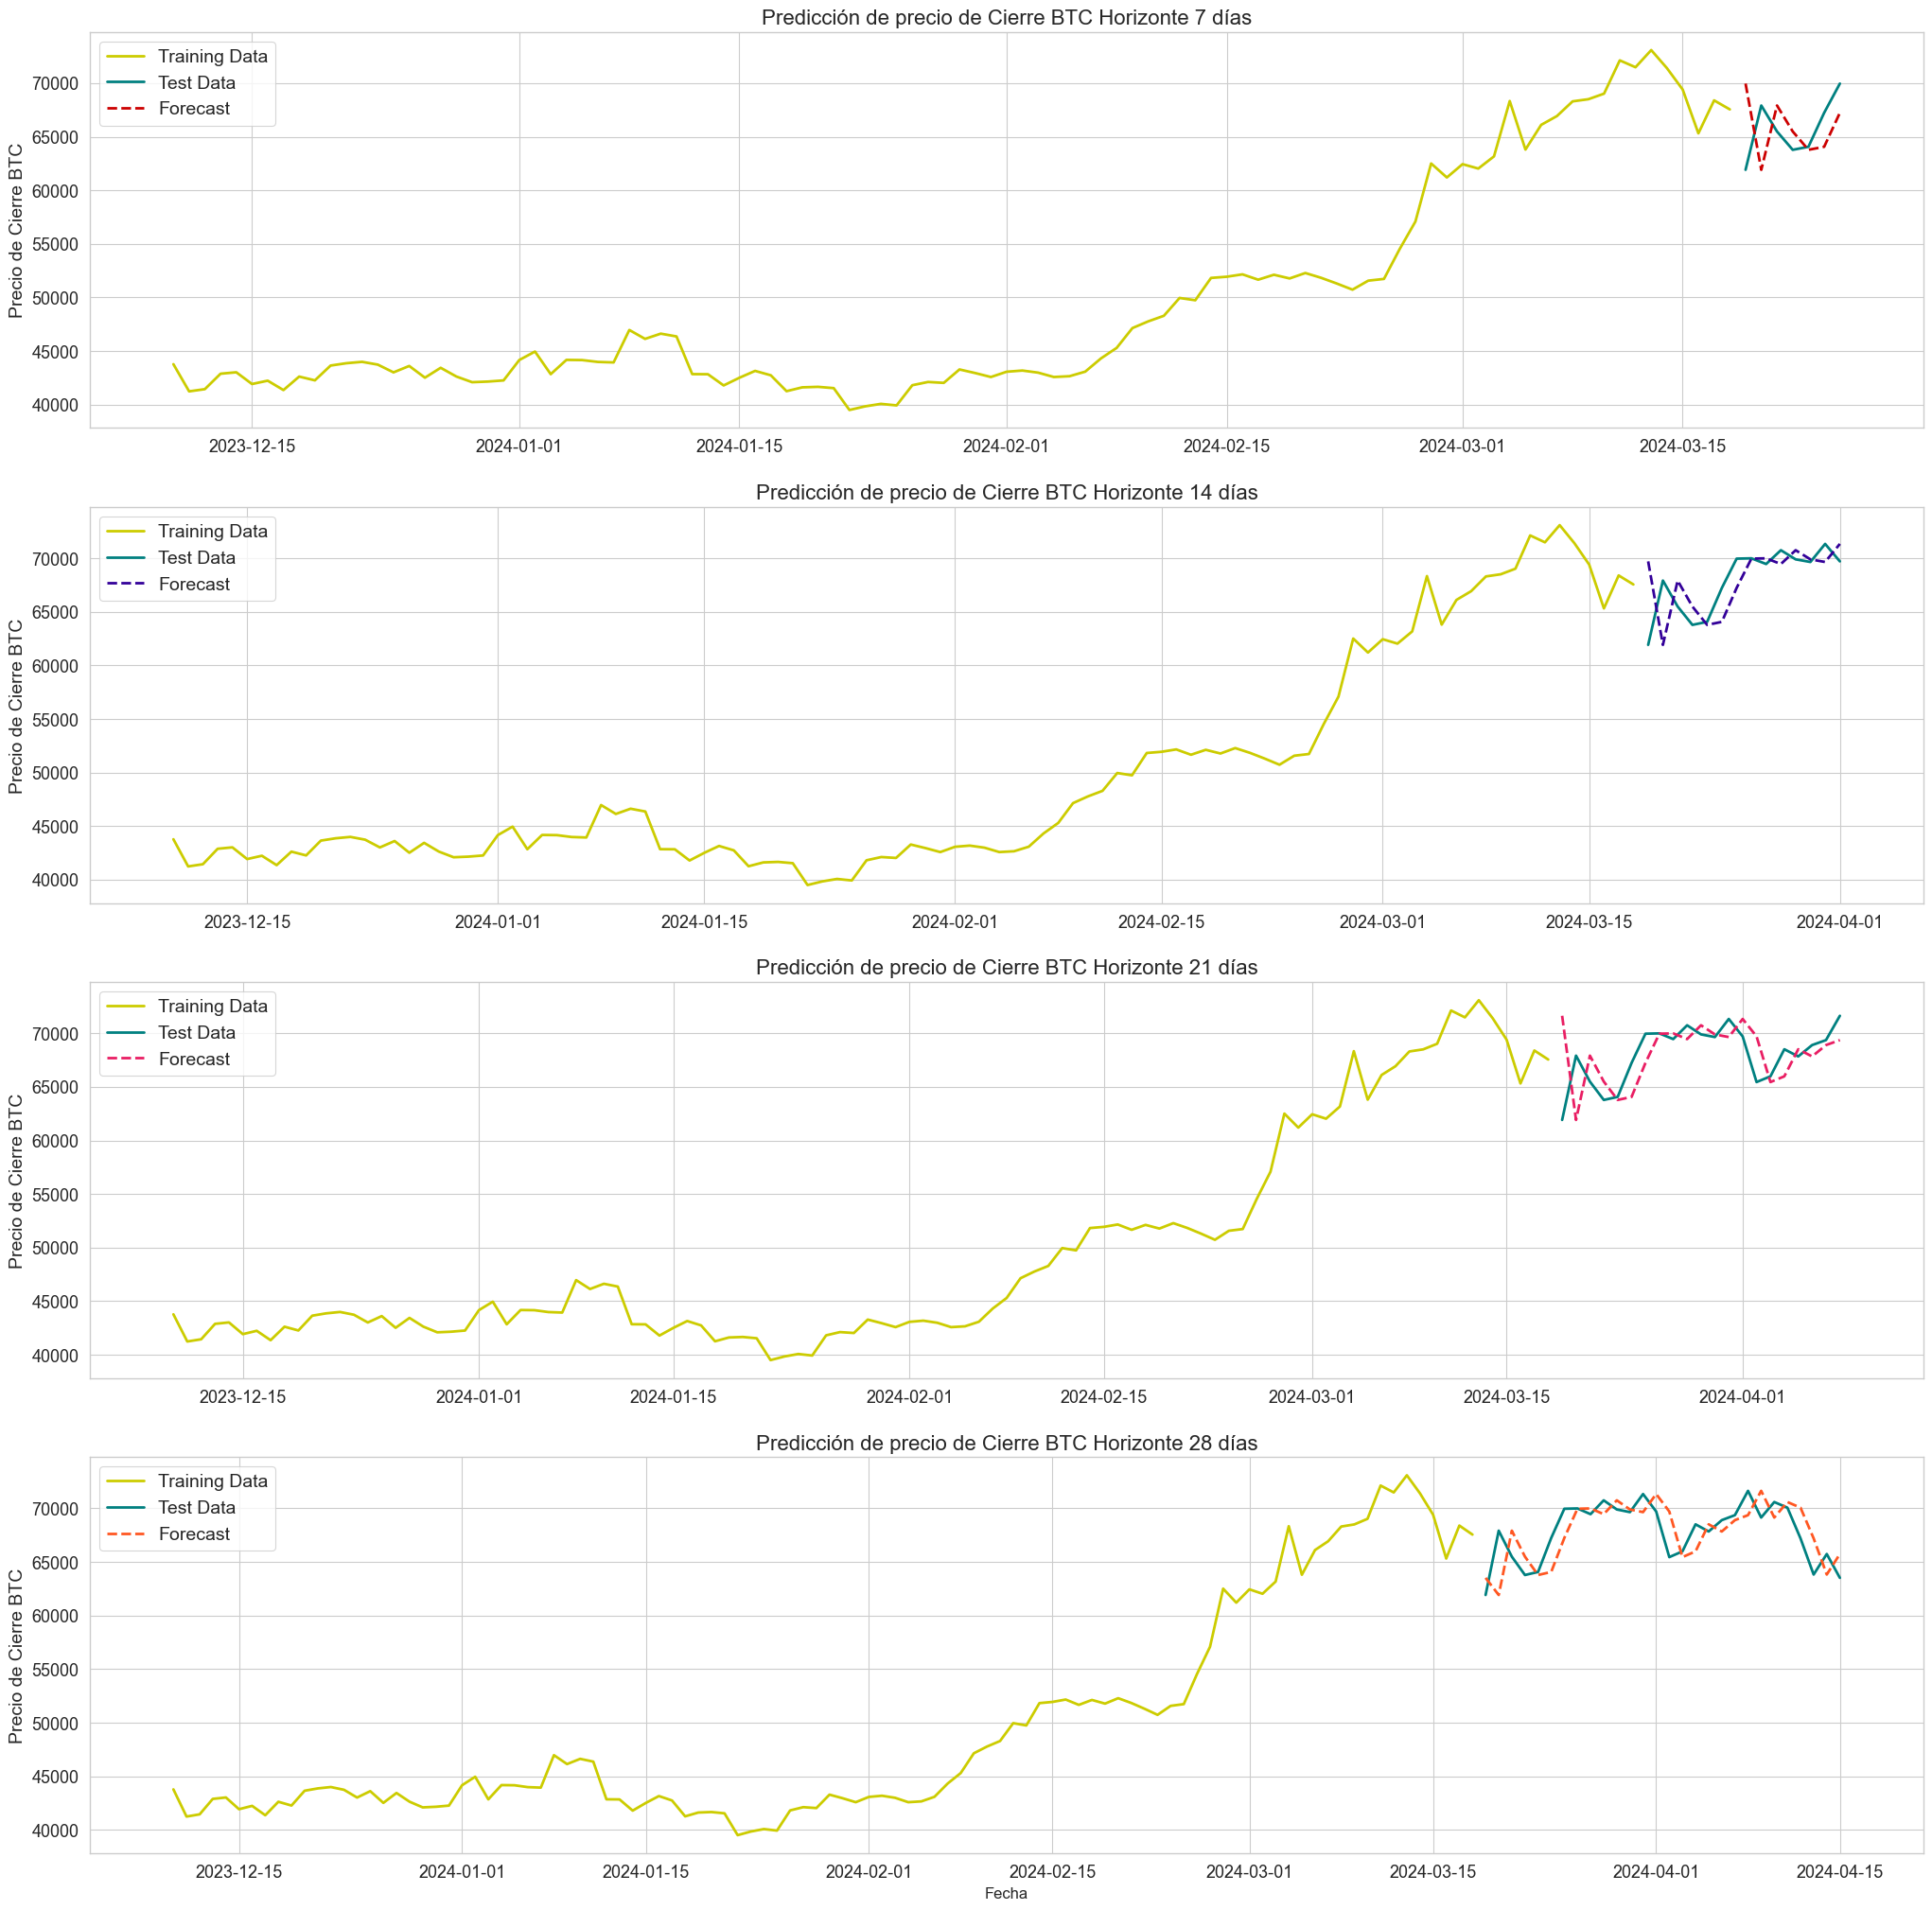 Predicción de precio de Cierre BTC Horizonte 7 días
Training Data
Test Data
Forecast
Precio de Cierre BTC
70000
65000
60000
55000
50000
45000
40000
2023-12-15 2024-01-01 2024-01-15 2024-02-01 2024-02-15 2024-03-01 2024-03-15
Predicción de precio de Cierre BTC Horizonte 14 días
Training Data
Test Data
Forecast
Precio de Cierre BTC
70000
65000
60000
55000
50000
45000
40000
2023-12-15 2024-01-01 2024-01-15 2024-02-01 2024-02-15 2024-03-01 2024-03-15 2024-04-01
Predicción de precio de Cierre BTC Horizonte 21 días
Training Data
Test Data
Forecast
Precio de Cierre BTC
70000
65000
60000
55000
50000
45000
40000
2023-12-15 2024-01-01 2024-01-15 2024-02-01 2024-02-15 2024-03-01 2024-03-15 2024-04-01
Predicción de precio de Cierre BTC Horizonte 28 días
Training Data
Test Data
Forecast
Precio de Cierre BTC
70000
65000
60000
55000
50000
45000
40000
2023-12-15 2024-01-01 2024-01-15 2024-02-01 2024-02-15 2024-03-01 2024-03-15 2024-04-01 2024-04-15
Fecha